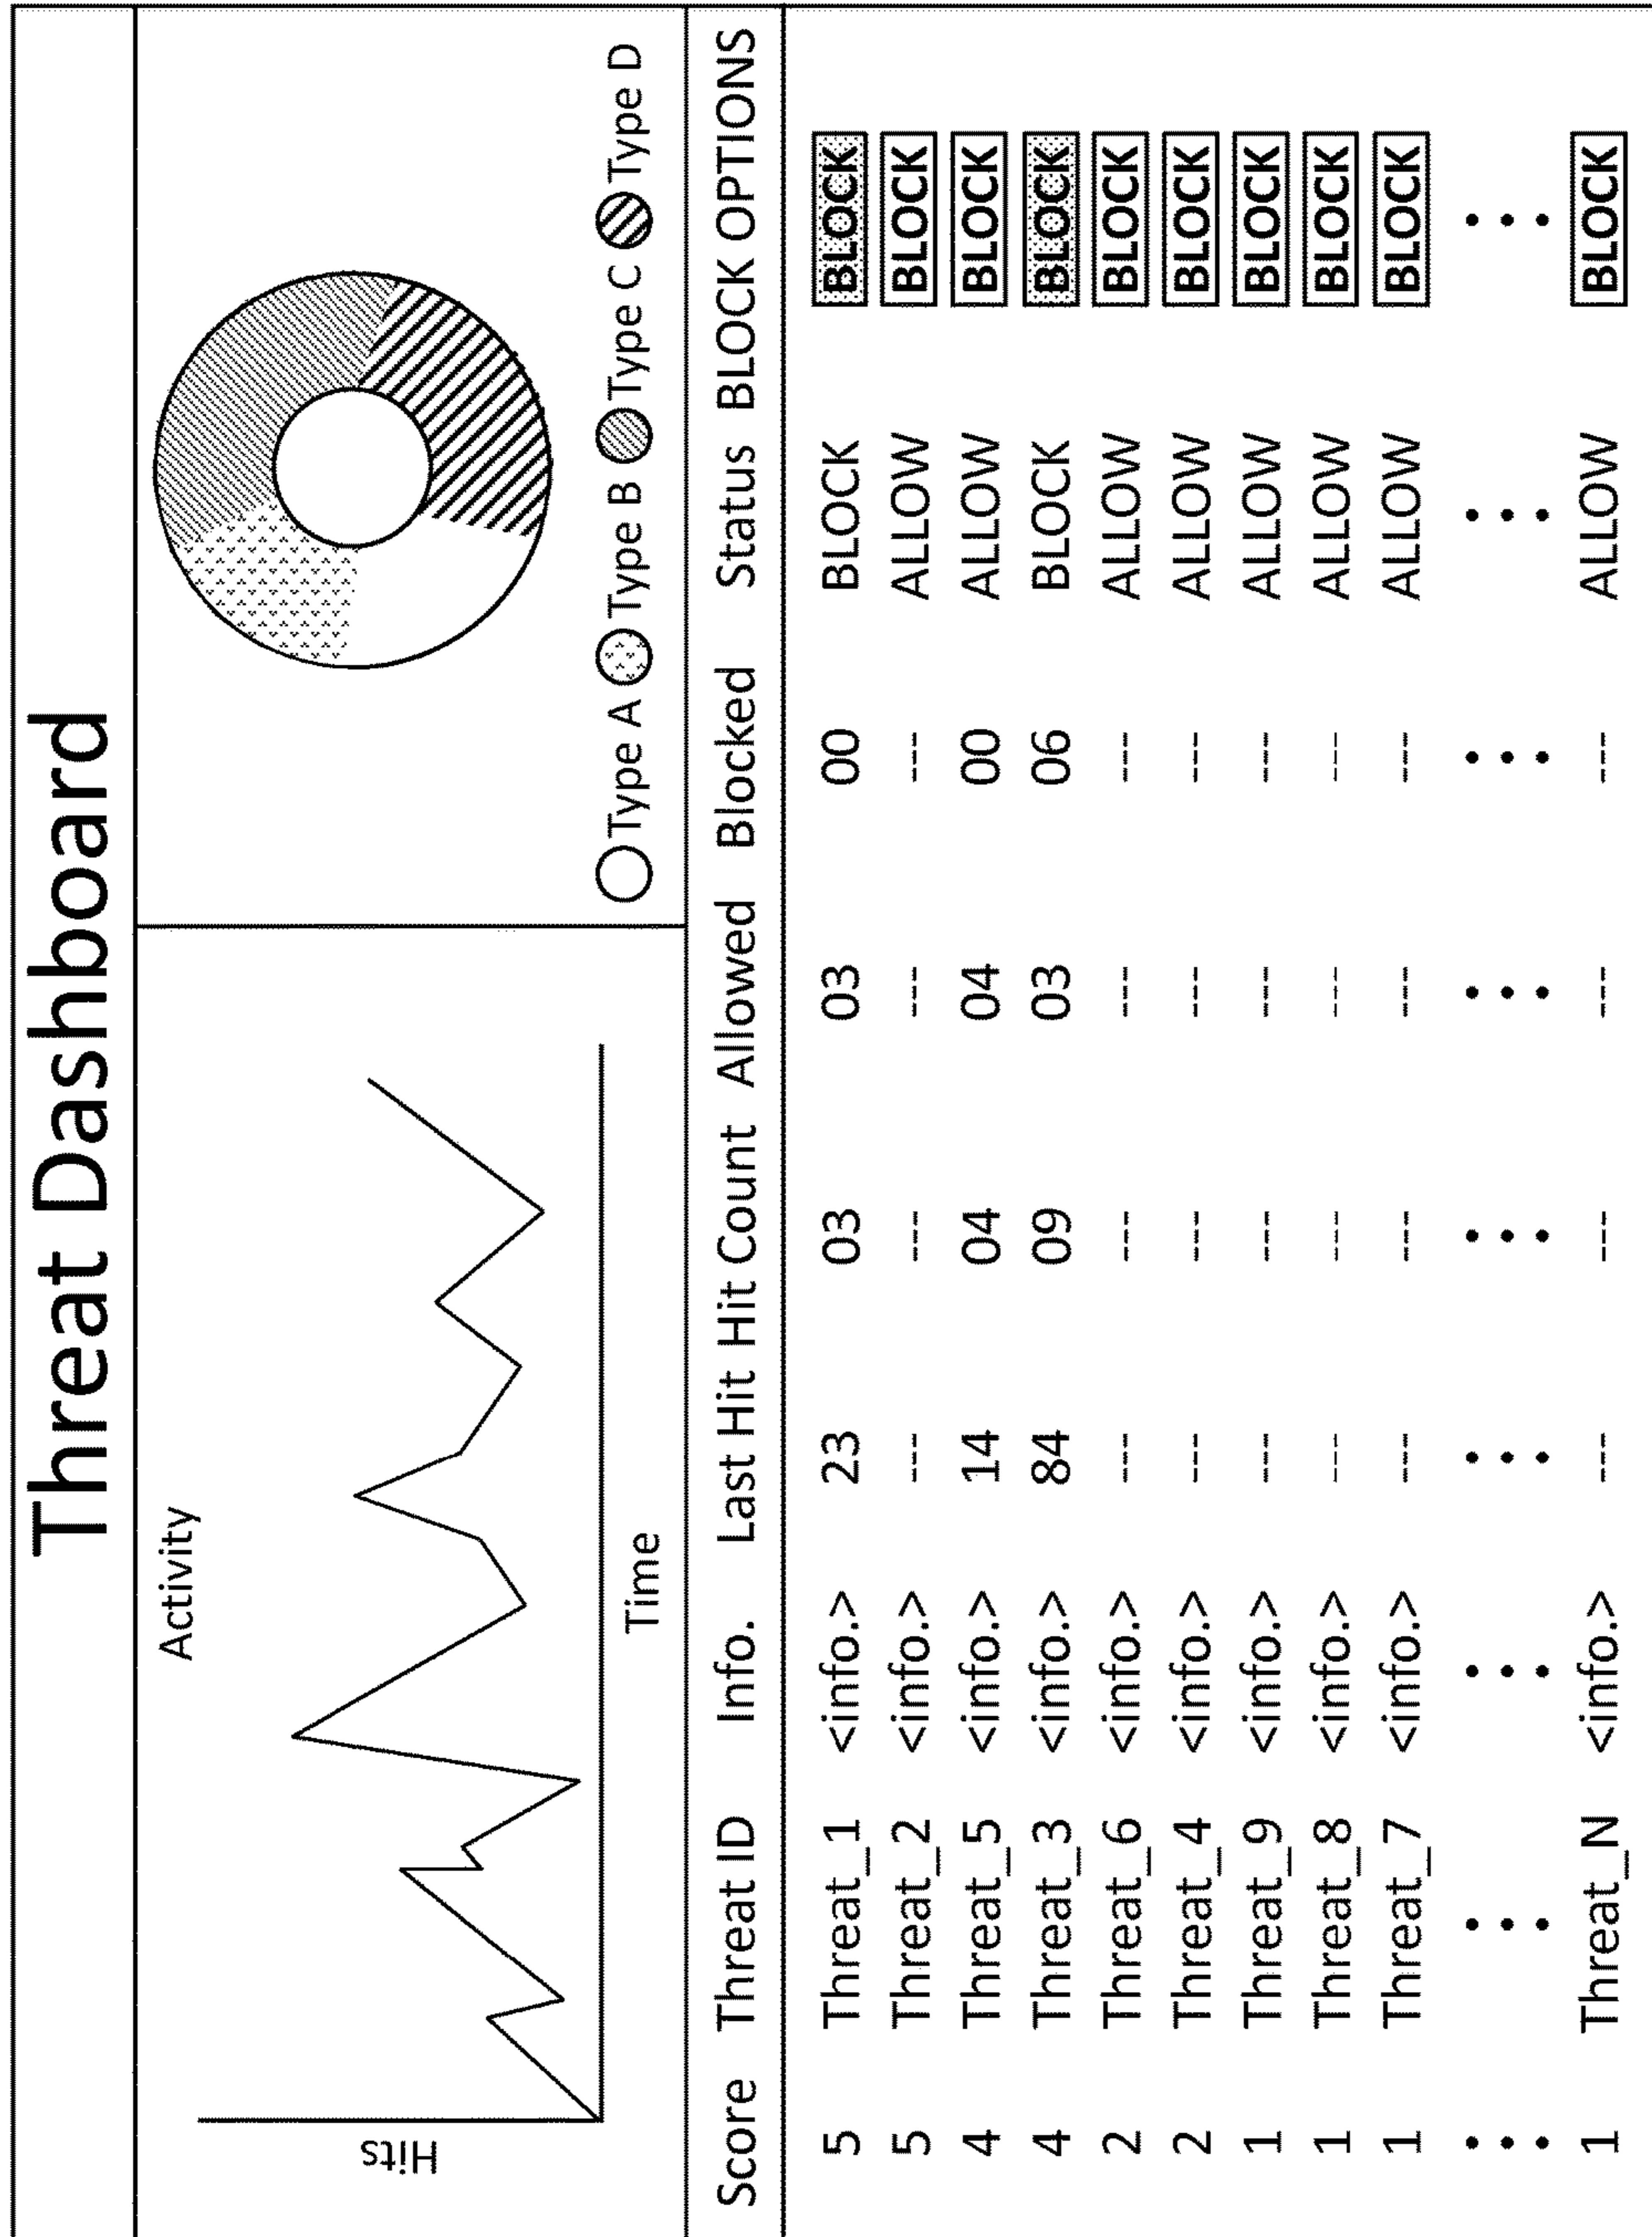 Threat Dashboard
Activity
Hits
Time
Type A Type B Type C Type D
Score Threat ID Info. Last Hit Hit Count Allowed Blocked Status BLOCK OPTIONS
5 Threat_1 <info.> 23 03 03 00 BLOCK BLOCK
5 Threat_2 <info.> --- --- --- --- ALLOW BLOCK
4 Threat_5 <info.> 14 04 04 00 ALLOW BLOCK
4 Threat_3 <info.> 84 09 03 06 BLOCK BLOCK
2 Threat_6 <info.> --- --- --- --- ALLOW BLOCK
2 Threat_4 <info.> --- --- --- --- ALLOW BLOCK
1 Threat_9 <info.> --- --- --- --- ALLOW BLOCK
1 Threat_8 <info.> --- --- --- --- ALLOW BLOCK
1 Threat_7 <info.> --- --- --- --- ALLOW BLOCK
1 Threat_N <info.> --- --- --- --- ALLOW BLOCK